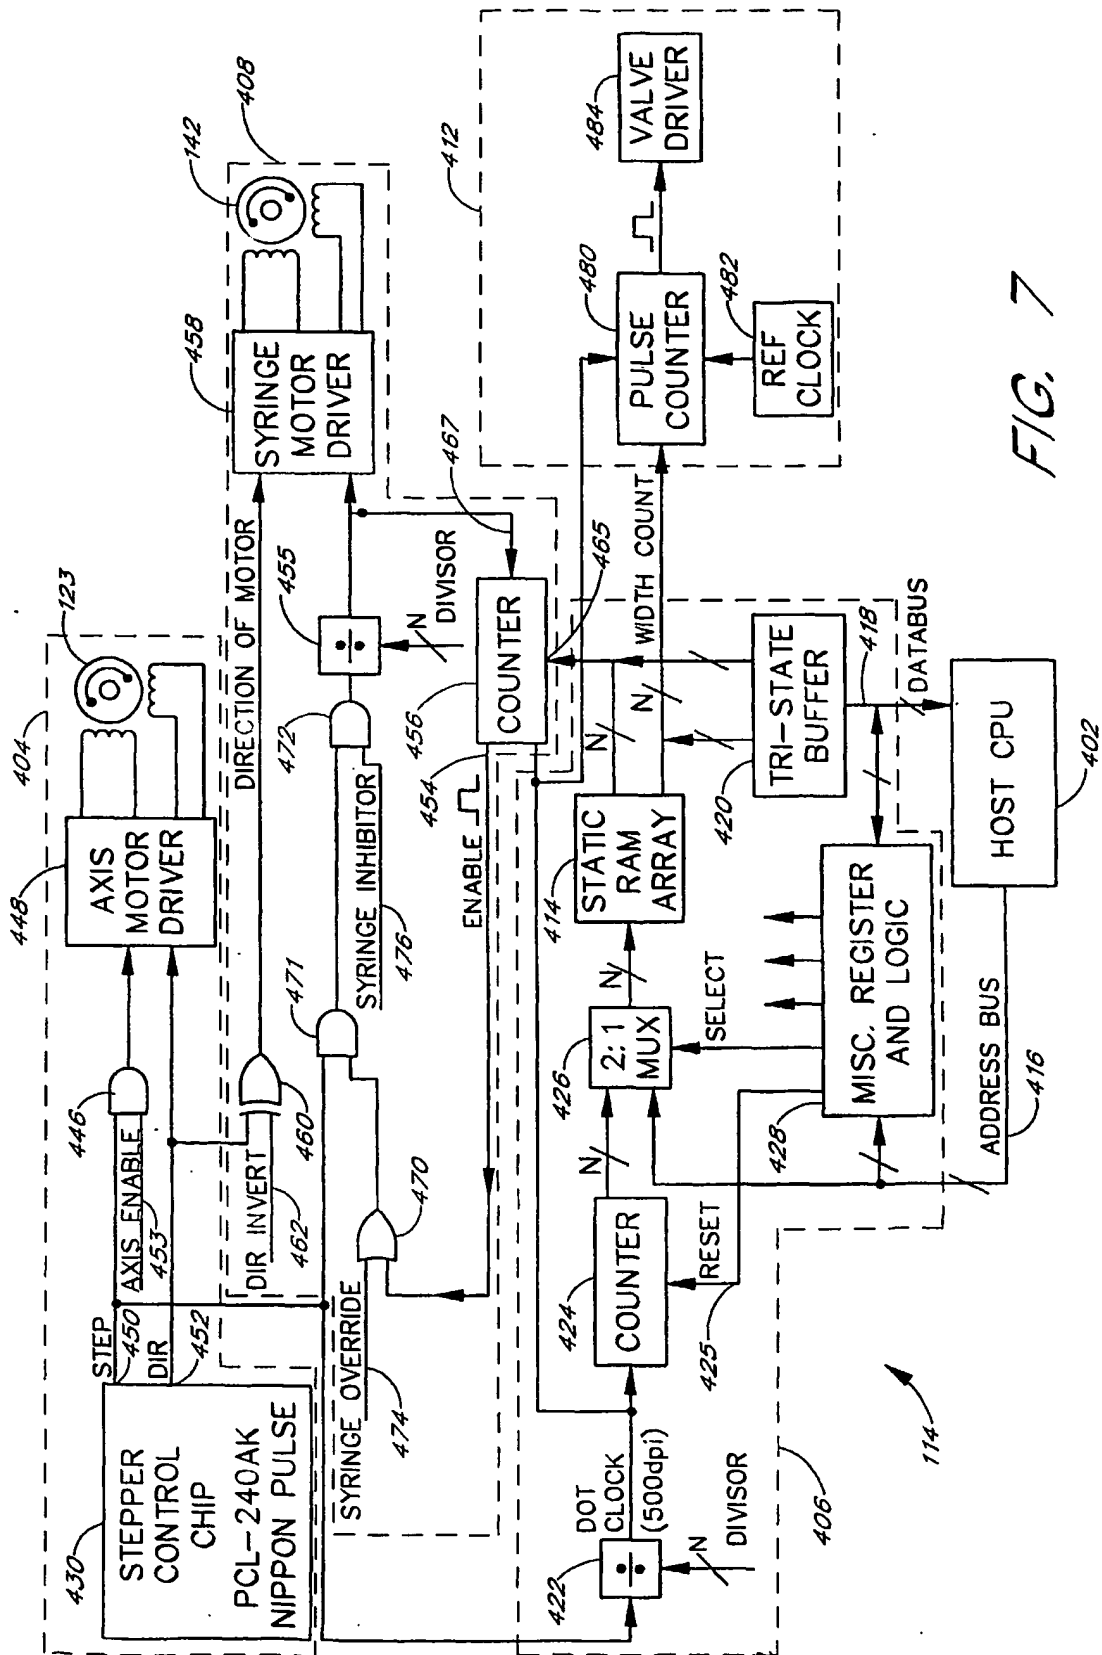 404
123
448
AXIS
MOTOR
DRIVER
446
STEP
AXIS ENABLE
453
450
DIR
452
430
STEPPER
CONTROL
CHIP
PCL-240AK
NIPPON PULSE
408
142
458
SYRINGE
MOTOR
DRIVER
DIRECTION OF MOTOR
DIR INVERT
462
460
455
DIVISOR
N
467
472
SYRINGE INHIBITOR
476
471
456
COUNTER
454
ENABLE
465
SYRINGE OVERRIDE
474
470
412
484
VALVE
DRIVER
480
PULSE
COUNTER
482
REF
CLOCK
WIDTH COUNT
N
N
414
STATIC
RAM
ARRAY
N
426
2:1
MUX
SELECT
N
424
COUNTER
RESET
425
DOT
CLOCK
(500dpi)
422
N
DIVISOR
406
420
TRI-STATE
BUFFER
418
DATABUS
428
MISC. REGISTER
AND LOGIC
HOST CPU
402
ADDRESS BUS
416
114
FIG. 7